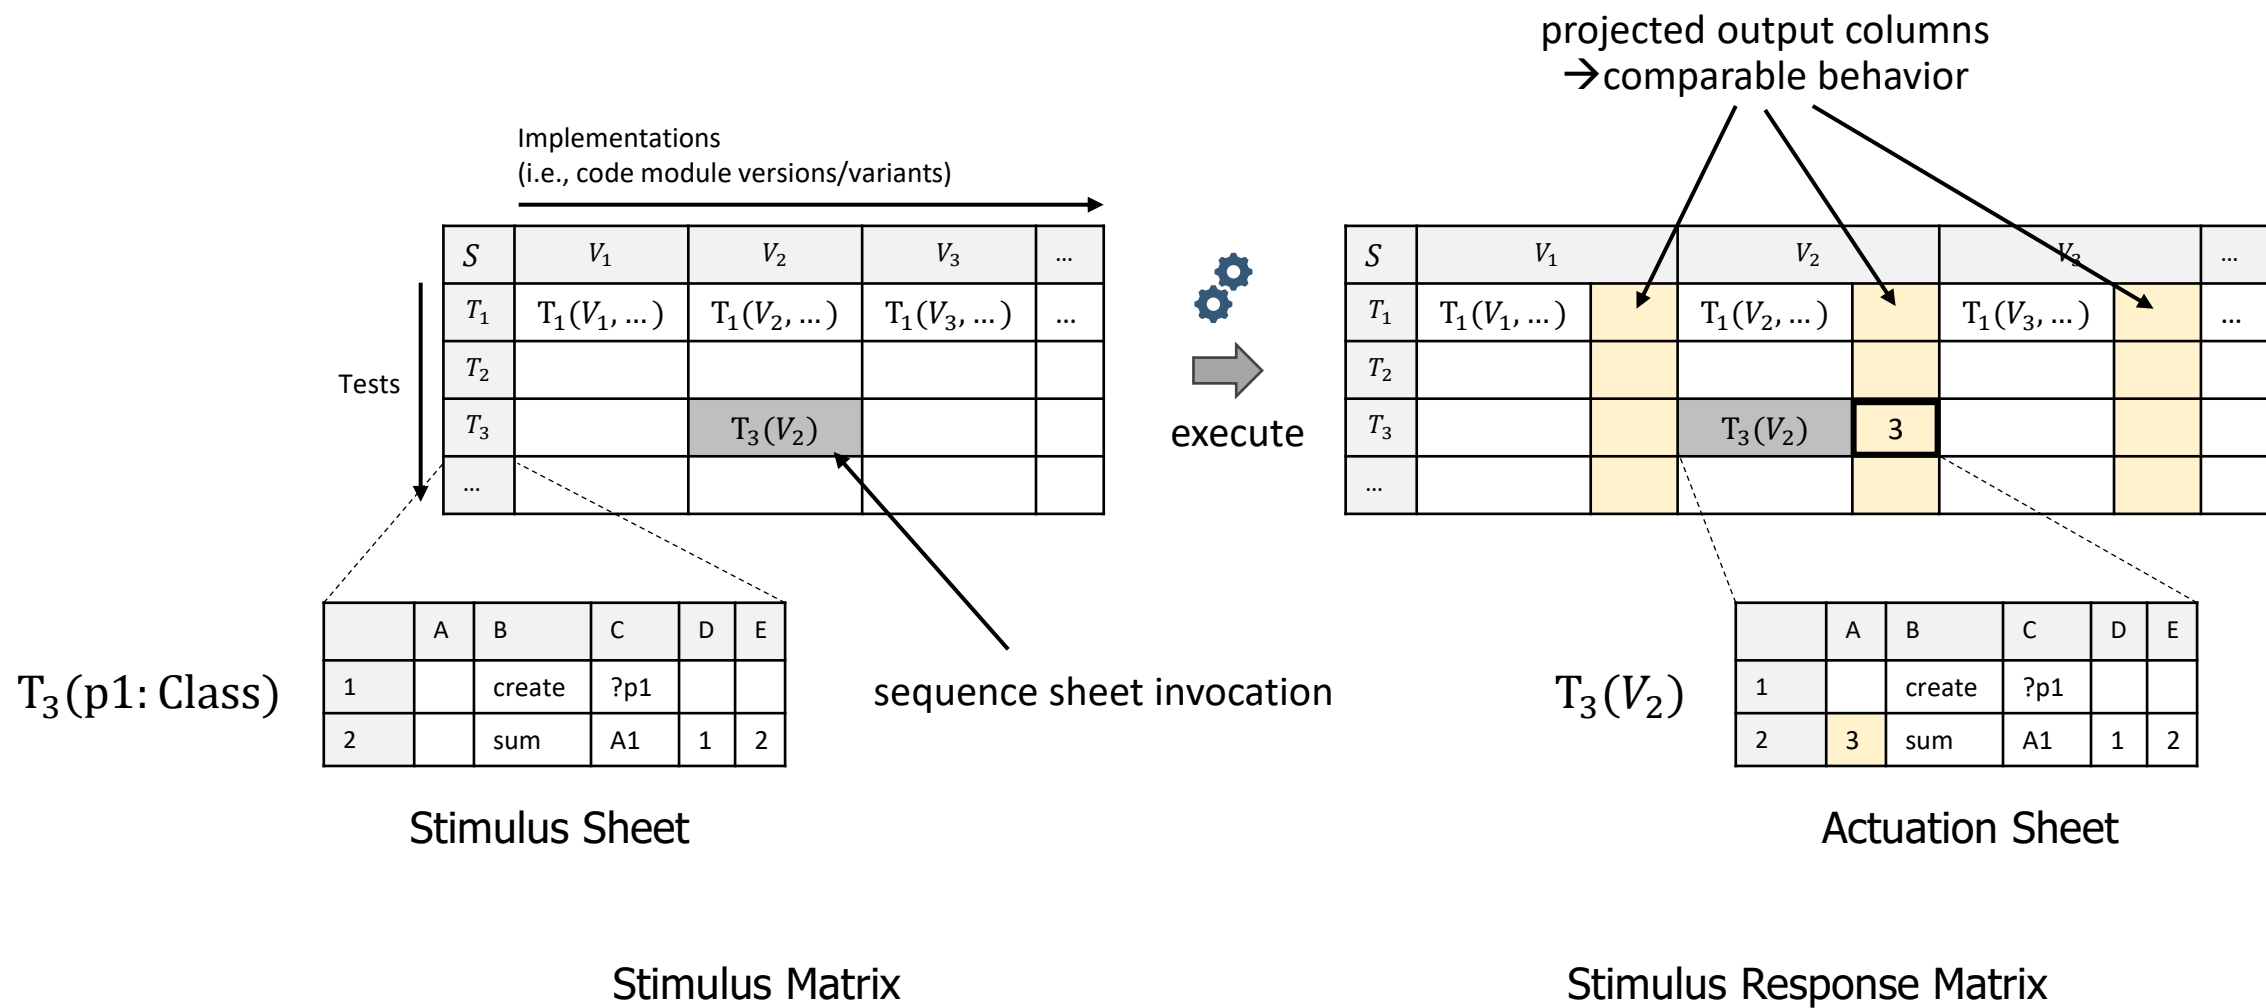 projected output columns
→comparable behavior
Implementations
(i.e., code module versions/variants)
S V₁ V₂ V₃ ...
T₁ T₁(V₁, …) T₁(V₂, …) T₁(V₃, …) ...
T₂
T₃ T₃(V₂)
...
Tests
execute
S V₁ V₂ V₃ ...
T₁ T₁(V₁, …) T₁(V₂, …) T₁(V₃, …) ...
T₂
T₃ T₃(V₂) 3
...
T₃(p1: Class)
A B C D E
1 create ?p1
2 sum A1 1 2
Stimulus Sheet
sequence sheet invocation
T₃(V₂)
A B C D E
1 create ?p1
2 3 sum A1 1 2
Actuation Sheet
Stimulus Matrix
Stimulus Response Matrix